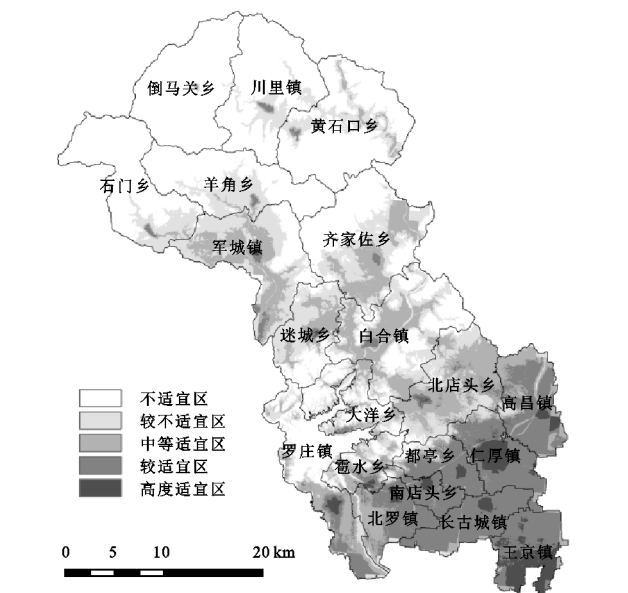 倒马关乡
川里镇
黄石口乡
石门乡
羊角乡
军城镇
齐家佐乡
迷城乡
白合镇
北店头乡
高昌镇
大洋乡
罗庄镇
雹水乡
都亭乡
仁厚镇
南店头乡
北罗镇
长古城镇
王京镇
不适宜区
较不适宜区
中等适宜区
较适宜区
高度适宜区
0 5 10 20 km